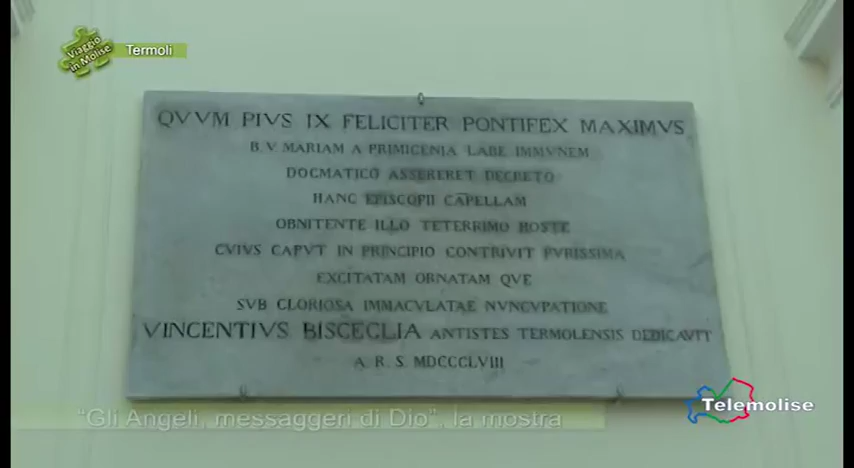 Viaggio
in Molise
Termoli
QVVM PIVS IX FELICITER PONTIFEX MAXIMVS
B.V. MARIAM A PRIMIGENIA LABE IMMVNEM
DOGMATICO ASSERERET DECRETO
HANC EPISCOPII CAPELLAM
OBNITENTE ILLO TETERRIMO HOSTE
CVIVS CAPVT IN PRINCIPIO CONTRIVIT PVRISSIMA
EXCITATAM ORNATAM QVE
SVB GLORIOSA IMMACVLATAE NVNCVPATIONE
VINCENTIVS BISCEGLIA ANTISTES TERMOLENSIS DEDICAVIT
A. R. S. MDCCCLVIII
Telemolise
"Gli Angeli, messaggeri di Dio", la mostra